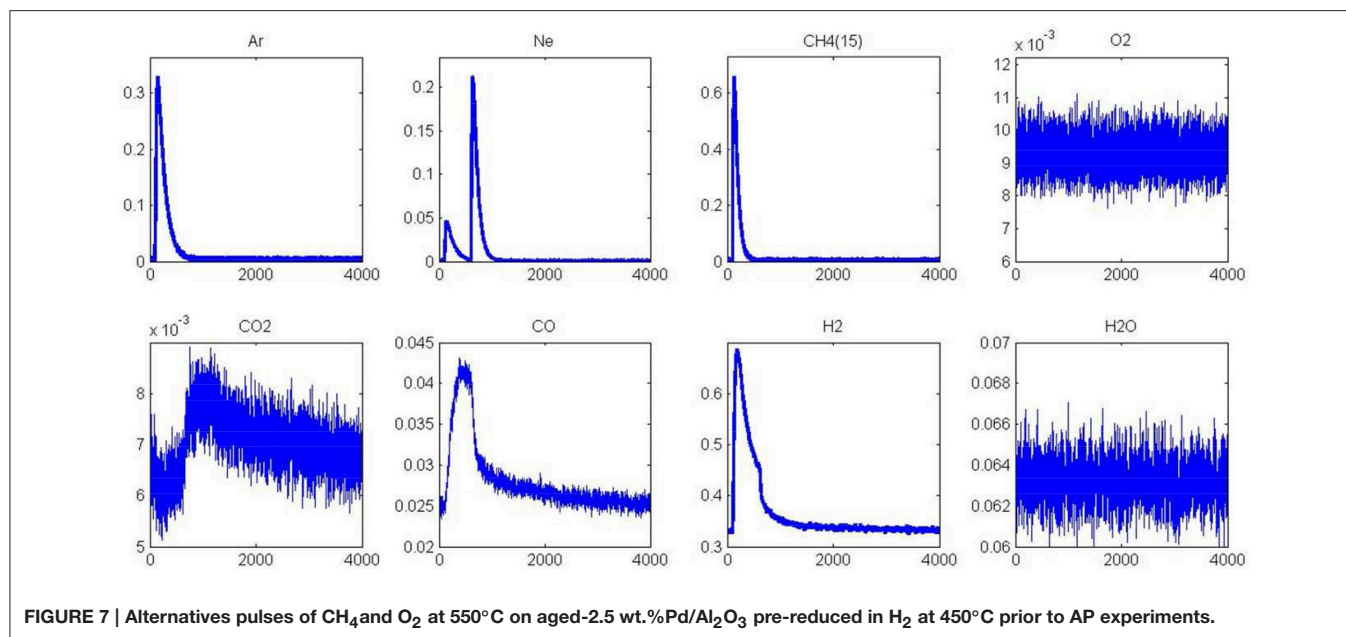 Ar
0.3
0.2
0.1
0
0 2000 4000
Ne
0.2
0.15
0.1
0.05
0
0 2000 4000
CH4(15)
0.6
0.4
0.2
0
0 2000 4000
O2
x 10⁻³
12
11
10
9
8
7
6
0 2000 4000
CO2
x 10⁻³
8
7
6
5
0 2000 4000
CO
0.045
0.04
0.035
0.03
0.025
0.02
0 2000 4000
H2
0.6
0.5
0.4
0.3
0 2000 4000
H2O
0.07
0.068
0.066
0.064
0.062
0.06
0 2000 4000
FIGURE 7 | Alternatives pulses of CH₄and O₂ at 550°C on aged-2.5 wt.%Pd/Al₂O₃ pre-reduced in H₂ at 450°C prior to AP experiments.